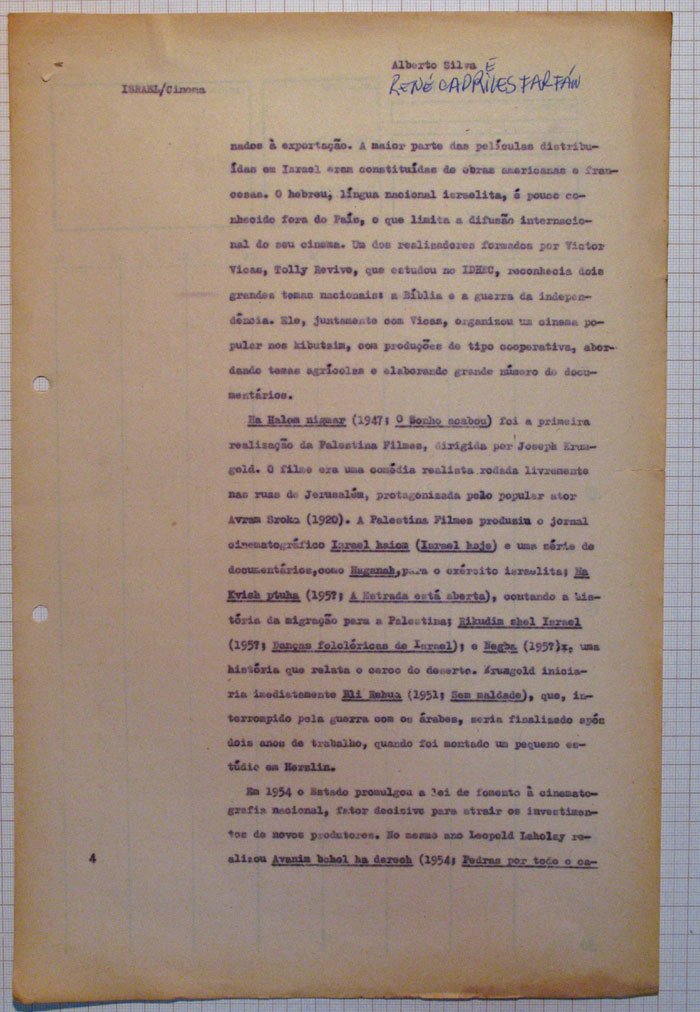 Alberto Silva E
ISRAEL/Cinema
RENÉ CAPRILES FARFÁN
nados à exportação. A maior parte das películas distribu-
ídas em Israel eram constituídas de obras americanas e fran-
cesas. O hebreu, língua nacional israelita, é pouco co-
nhecido fora do País, o que limita a difusão internacio-
nal do seu cinema. Um dos realizadores formados por Victor
Vicas, Tolly Revivo, que estudou no IDHEC, reconhecia dois
grandes temas nacionais: a Bíblia e a guerra da indepen-
dência. Ele, juntamente com Vicas, organizou um cinema po-
pular nos kibutzim, com produções de tipo cooperativa, abor-
dando temas agrícolas e elaborando grande número de docu-
mentários.
Ha Halom nigmar (1947; O Sonho acabou) foi a primeira
realização da Palestina Filmes, dirigida por Joseph Krum-
gold. O filme era uma comédia realista rodada livremente
nas ruas de Jerusalém, protagonizada pelo popular ator
Avram Sroka (1920). A Palestina Filmes produziu o jornal
cinematográfico Israel haiom (Israel hoje) e uma série de
documentários,como Haganah,para o exército israelita; Ha
Kvish ptuha (195?; A Estrada está aberta), contando a his-
tória da migração para a Palestina; Rikudim shel Israel
(195?; Danças folclóricas de Israel); e Negba (195?)x, uma
história que relata o cerco do deserto. Krumgold inicia-
ria imediatamente Bli Emkua (1951; Sem maldade), que, in-
terrompido pela guerra com os árabes, seria finalizado após
dois anos de trabalho, quando foi montado um pequeno es-
túdio em Herzlin.
Em 1954 o Estado promulgou a lei de fomento à cinemato-
grafia nacional, fator decisivo para atrair os investimen-
tos de novos produtores. No mesmo ano Leopold Laholay re-
4 alizou Avanim behol ha derech (1954; Pedras por todo o ca-